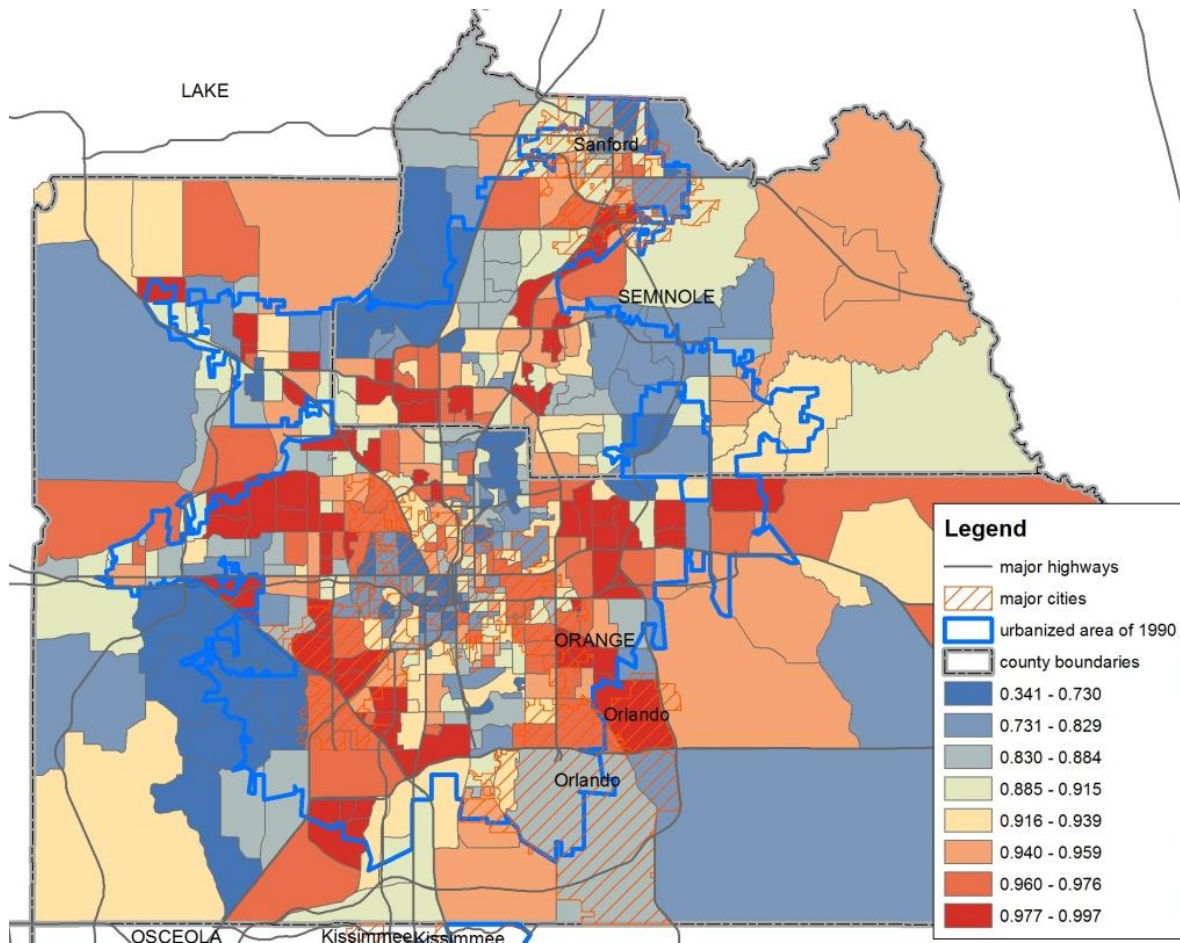 LAKE
Sanford
SEMINOLE
ORANGE
Orlando
Orlando
OSCEOLA
Kissimmee
Kissimmee
Legend
major highways
major cities
urbanized area of 1990
county boundaries
0.341 - 0.730
0.731 - 0.829
0.830 - 0.884
0.885 - 0.915
0.916 - 0.939
0.940 - 0.959
0.960 - 0.976
0.977 - 0.997